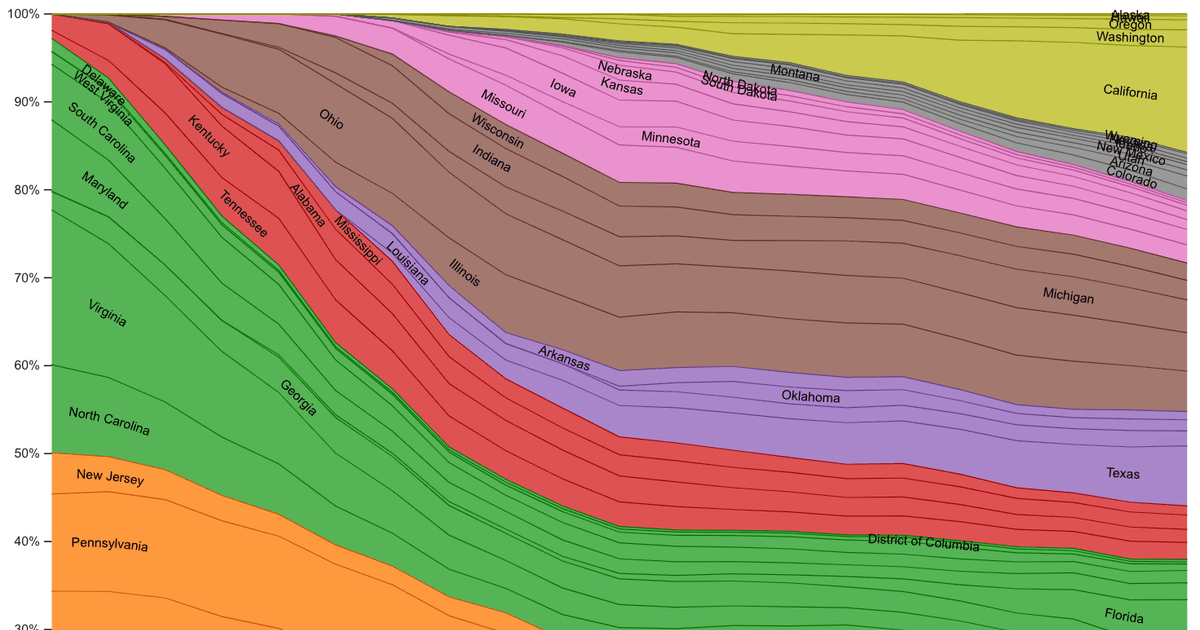 100%
Alaska
Oregon
Washington
Montana
Nebraska
North Dakota
South Dakota
Kansas
Iowa
Missouri
Minnesota
California
90%
Delaware
West Virginia
South Carolina
Kentucky
Ohio
Wisconsin
Indiana
Wyoming
New Mexico
Utah
Arizona
Colorado
80%
Maryland
Tennessee
Alabama
Mississippi
Louisiana
Illinois
Michigan
70%
Virginia
60%
Arkansas
Oklahoma
Georgia
North Carolina
50%
New Jersey
Texas
Pennsylvania
40%
District of Columbia
Florida
30%